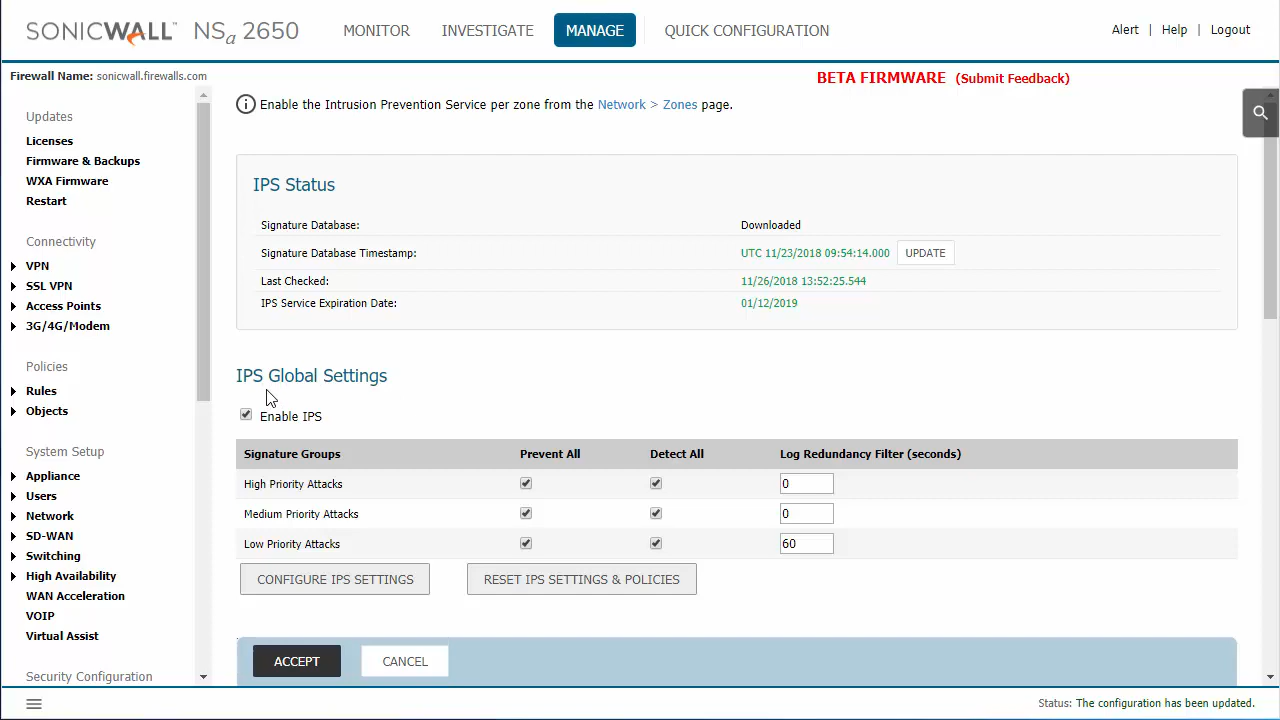 SONICWALL NSa 2650
MONITOR INVESTIGATE MANAGE QUICK CONFIGURATION
Alert | Help | Logout
Firewall Name: sonicwall.firewalls.com
BETA FIRMWARE (Submit Feedback)
Updates
Licenses
Firmware & Backups
WXA Firmware
Restart
Connectivity
VPN
SSL VPN
Access Points
3G/4G/Modem
Policies
Rules
Objects
System Setup
Appliance
Users
Network
SD-WAN
Switching
High Availability
WAN Acceleration
VOIP
Virtual Assist
Security Configuration
Enable the Intrusion Prevention Service per zone from the Network > Zones page.
IPS Status
Signature Database: Downloaded
Signature Database Timestamp: UTC 11/23/2018 09:54:14.000 UPDATE
Last Checked: 11/26/2018 13:52:25.544
IPS Service Expiration Date: 01/12/2019
IPS Global Settings
Enable IPS
Signature Groups Prevent All Detect All Log Redundancy Filter (seconds)
High Priority Attacks 0
Medium Priority Attacks 0
Low Priority Attacks 60
CONFIGURE IPS SETTINGS RESET IPS SETTINGS & POLICIES
ACCEPT CANCEL
Status: The configuration has been updated.